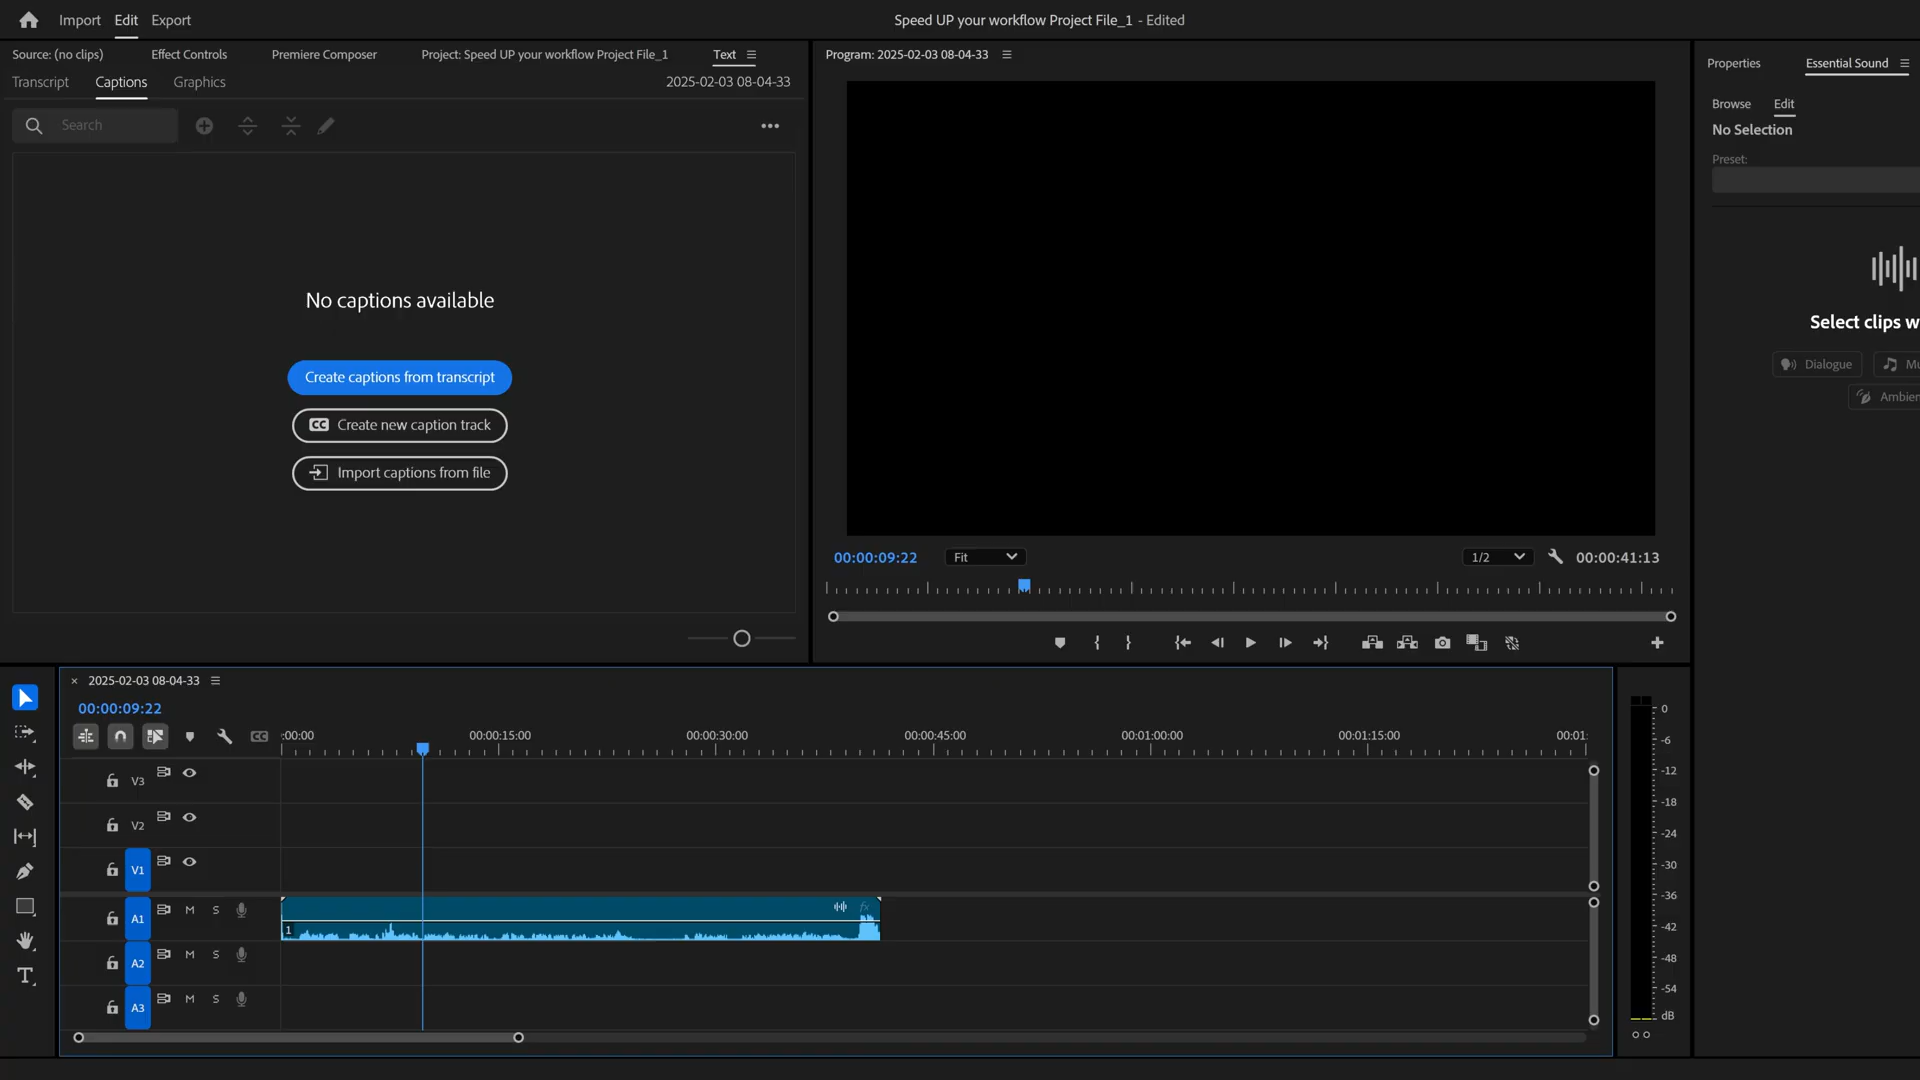 Import Edit Export
Speed UP your workflow Project File_1 - Edited
Source: (no clips) Effect Controls Premiere Composer Project: Speed UP your workflow Project File_1 Text
Transcript Captions Graphics 2025-02-03 08-04-33
Search
No captions available
Create captions from transcript
CC Create new caption track
Import captions from file
Program: 2025-02-03 08-04-33
00:00:09:22 Fit 1/2 00:00:41:13
Properties Essential Sound
Browse Edit
No Selection
Preset:
Select clips w
Dialogue Mu
Ambien
2025-02-03 08-04-33
00:00:09:22
CC :00:00 00:00:15:00 00:00:30:00 00:00:45:00 00:01:00:00 00:01:15:00 00:01:
V3
V2
V1
A1 M S
1 fx
A2 M S
A3 M S
T
0
-6
-12
-18
-24
-30
-36
-42
-48
-54
dB